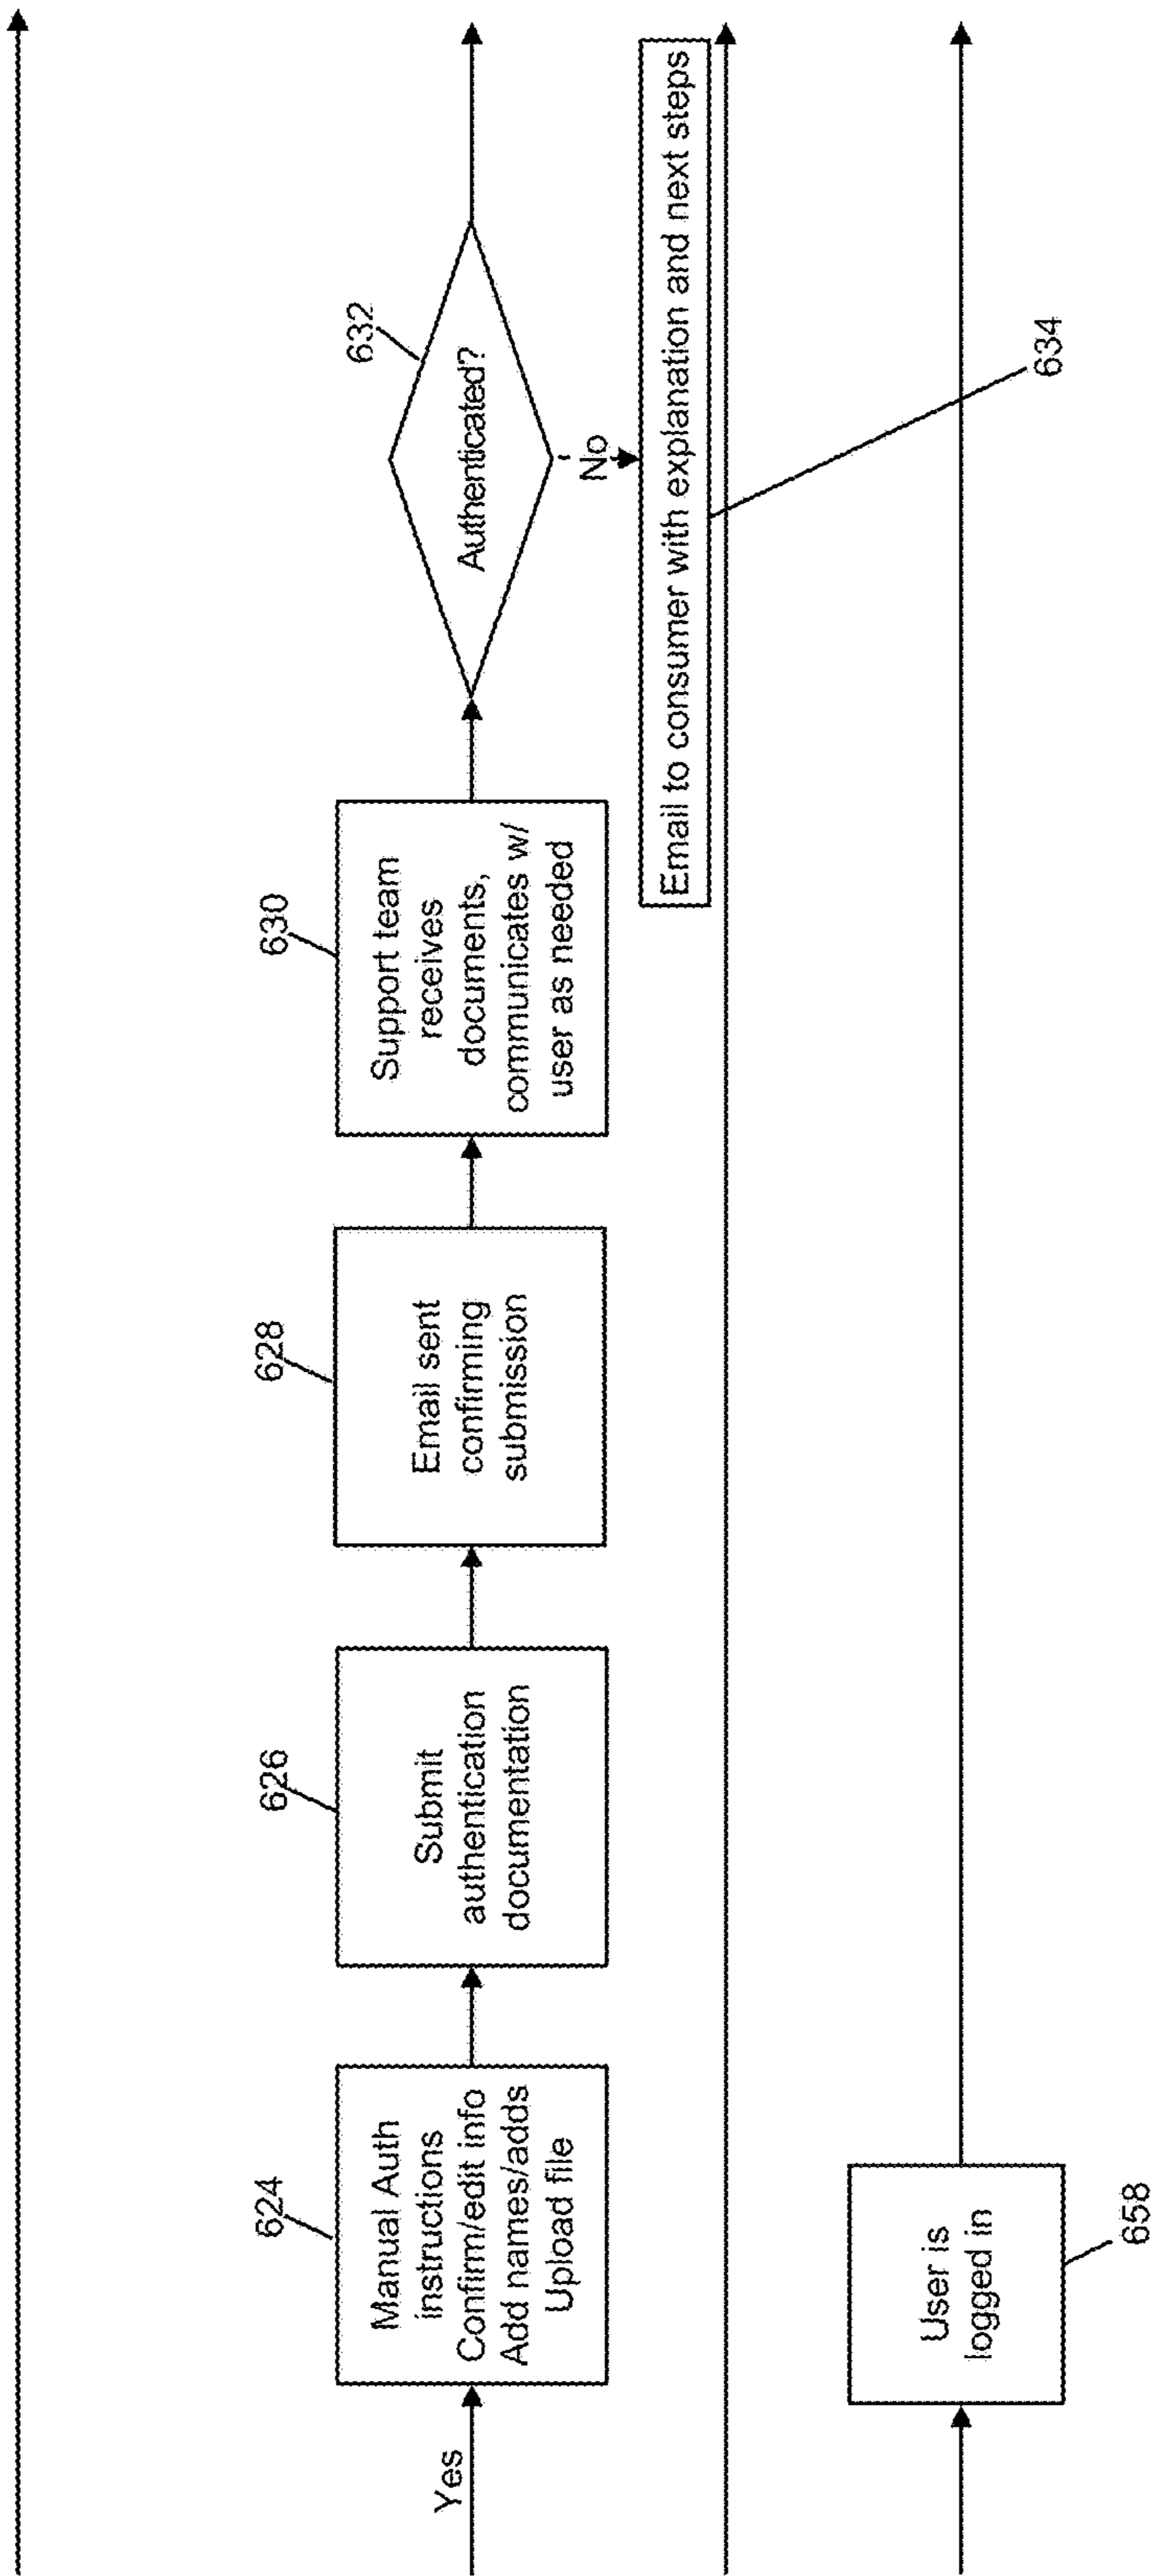 Yes
624
Manual Auth
instructions
Confirm/edit info
Add names/adds
Upload file
626
Submit
authentication
documentation
628
Email sent
confirming
submission
630
Support team
receives
documents,
communicates w/
user as needed
632
Authenticated?
No
Email to consumer with explanation and next steps
634
User is
logged in
658